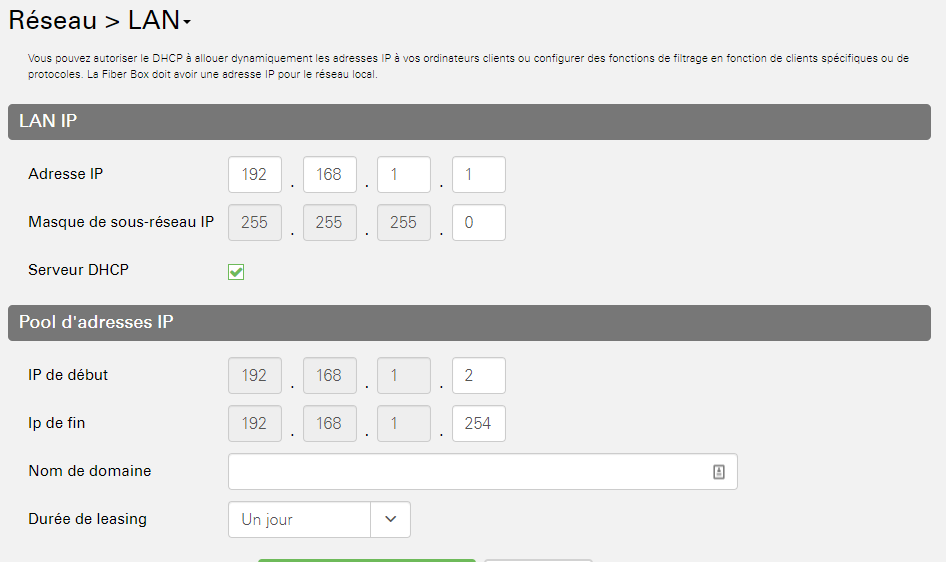 Réseau > LAN
Vous pouvez autoriser le DHCP à allouer dynamiquement les adresses IP à vos ordinateurs clients ou configurer des fonctions de filtrage en fonction de clients spécifiques ou de
protocoles. La Fiber Box doit avoir une adresse IP pour le réseau local.
LAN IP
Adresse IP 192 . 168 . 1 . 1
Masque de sous-réseau IP 255 . 255 . 255 . 0
Serveur DHCP
Pool d'adresses IP
IP de début 192 . 168 . 1 . 2
Ip de fin 192 . 168 . 1 . 254
Nom de domaine
Durée de leasing Un jour